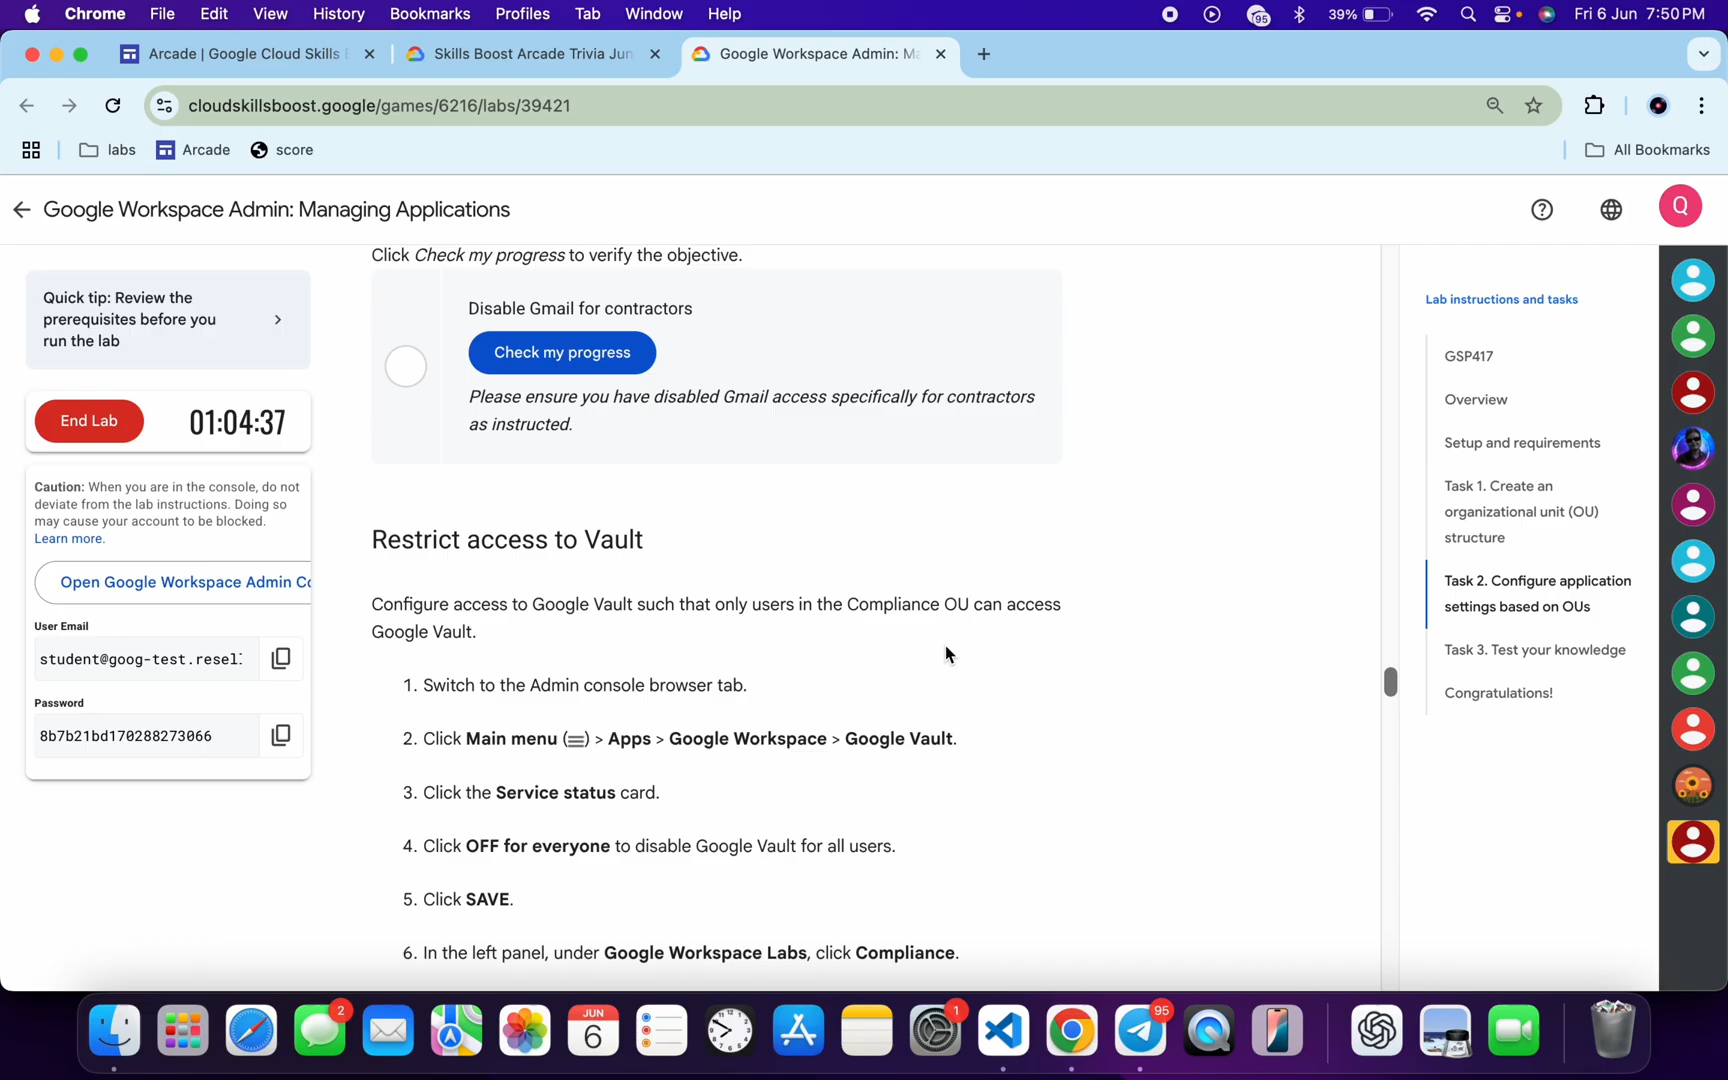 Chrome File Edit View History Bookmarks Profiles Tab Window Help 95 39% Fri 6 Jun 7:50 PM
Arcade | Google Cloud Skills Skills Boost Arcade Trivia Jun Google Workspace Admin: Ma
cloudskillsboost.google/games/6216/labs/39421
labs Arcade score All Bookmarks
Google Workspace Admin: Managing Applications Q
Quick tip: Review the
prerequisites before you
run the lab
End Lab 01:04:37
Caution: When you are in the console, do not
deviate from the lab instructions. Doing so
may cause your account to be blocked.
Learn more.
Open Google Workspace Admin Co
User Email
student@goog-test.resel
Password
8b7b21bd170288273066
Click Check my progress to verify the objective.
Disable Gmail for contractors
Check my progress
Please ensure you have disabled Gmail access specifically for contractors
as instructed.
Restrict access to Vault
Configure access to Google Vault such that only users in the Compliance OU can access
Google Vault.
1. Switch to the Admin console browser tab.
2. Click Main menu (≡) > Apps > Google Workspace > Google Vault.
3. Click the Service status card.
4. Click OFF for everyone to disable Google Vault for all users.
5. Click SAVE.
6. In the left panel, under Google Workspace Labs, click Compliance.
Lab instructions and tasks
GSP417
Overview
Setup and requirements
Task 1. Create an
organizational unit (OU)
structure
Task 2. Configure application
settings based on OUs
Task 3. Test your knowledge
Congratulations!
2 JUN 6 1 95